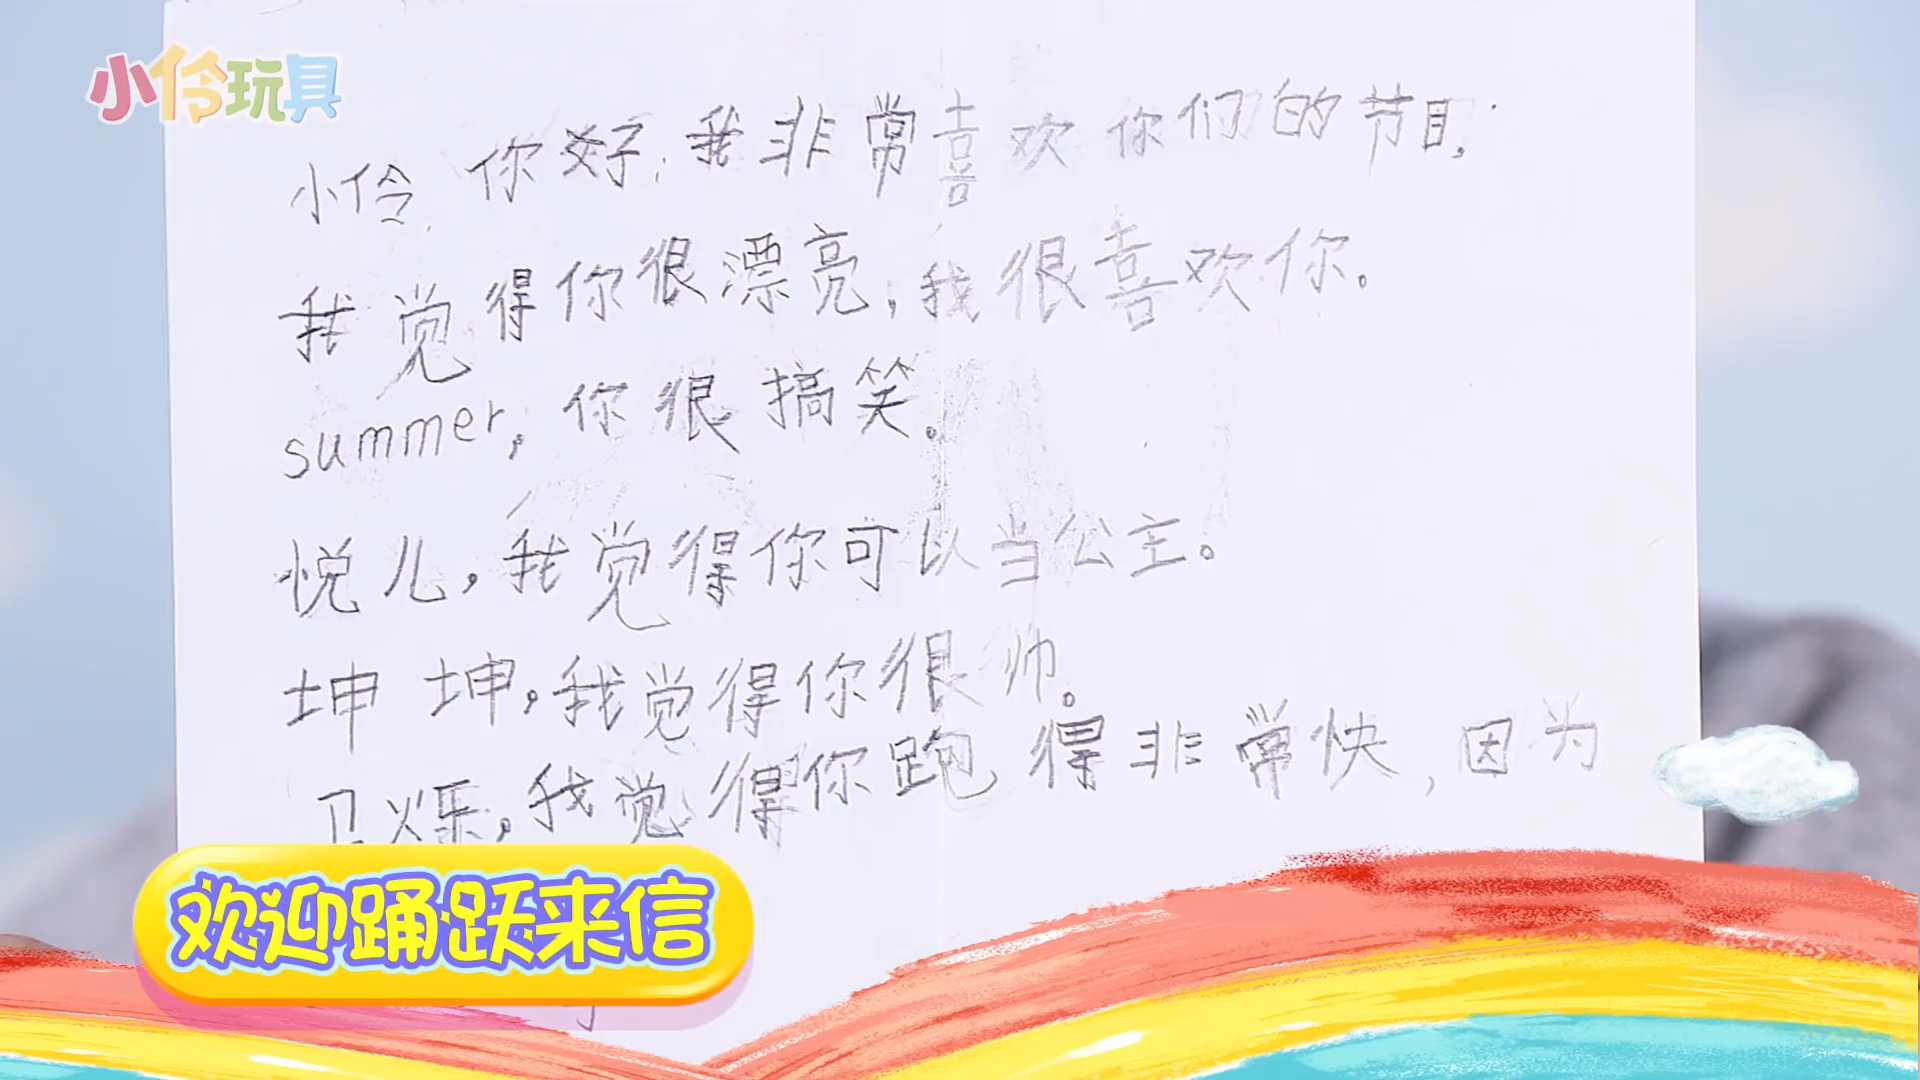 小伶玩具
小伶,你好,我非常喜欢你们的节目,
我觉得你很漂亮,我很喜欢你。
summer,你很搞笑。
悦儿,我觉得你可以当公主。
坤坤,我觉得你很帅。
卫烁,我觉得你跑得非常快,因为
欢迎踊跃来信